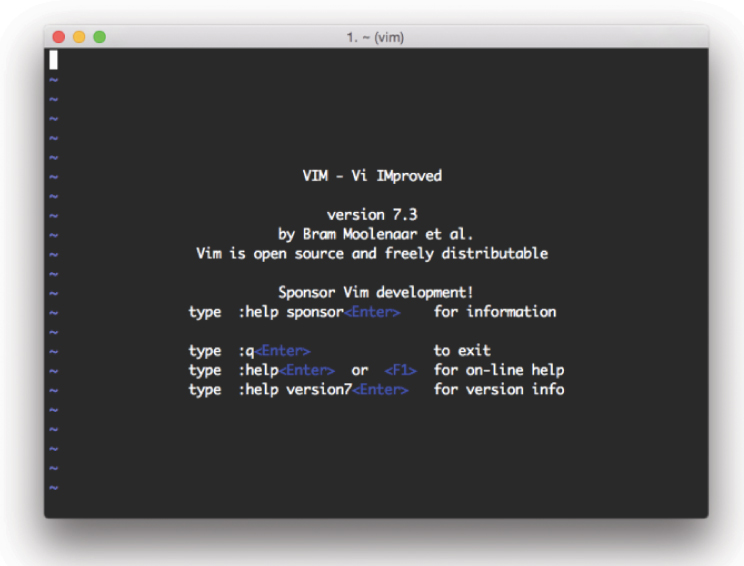 1. ~ (vim)
~
~
~
~
~
~ VIM - Vi IMproved
~
~ version 7.3
~ by Bram Moolenaar et al.
~ Vim is open source and freely distributable
~
~ Sponsor Vim development!
~ type :help sponsor<Enter> for information
~
~ type :q<Enter> to exit
~ type :help<Enter> or <F1> for on-line help
~ type :help version7<Enter> for version info
~
~
~
~
~